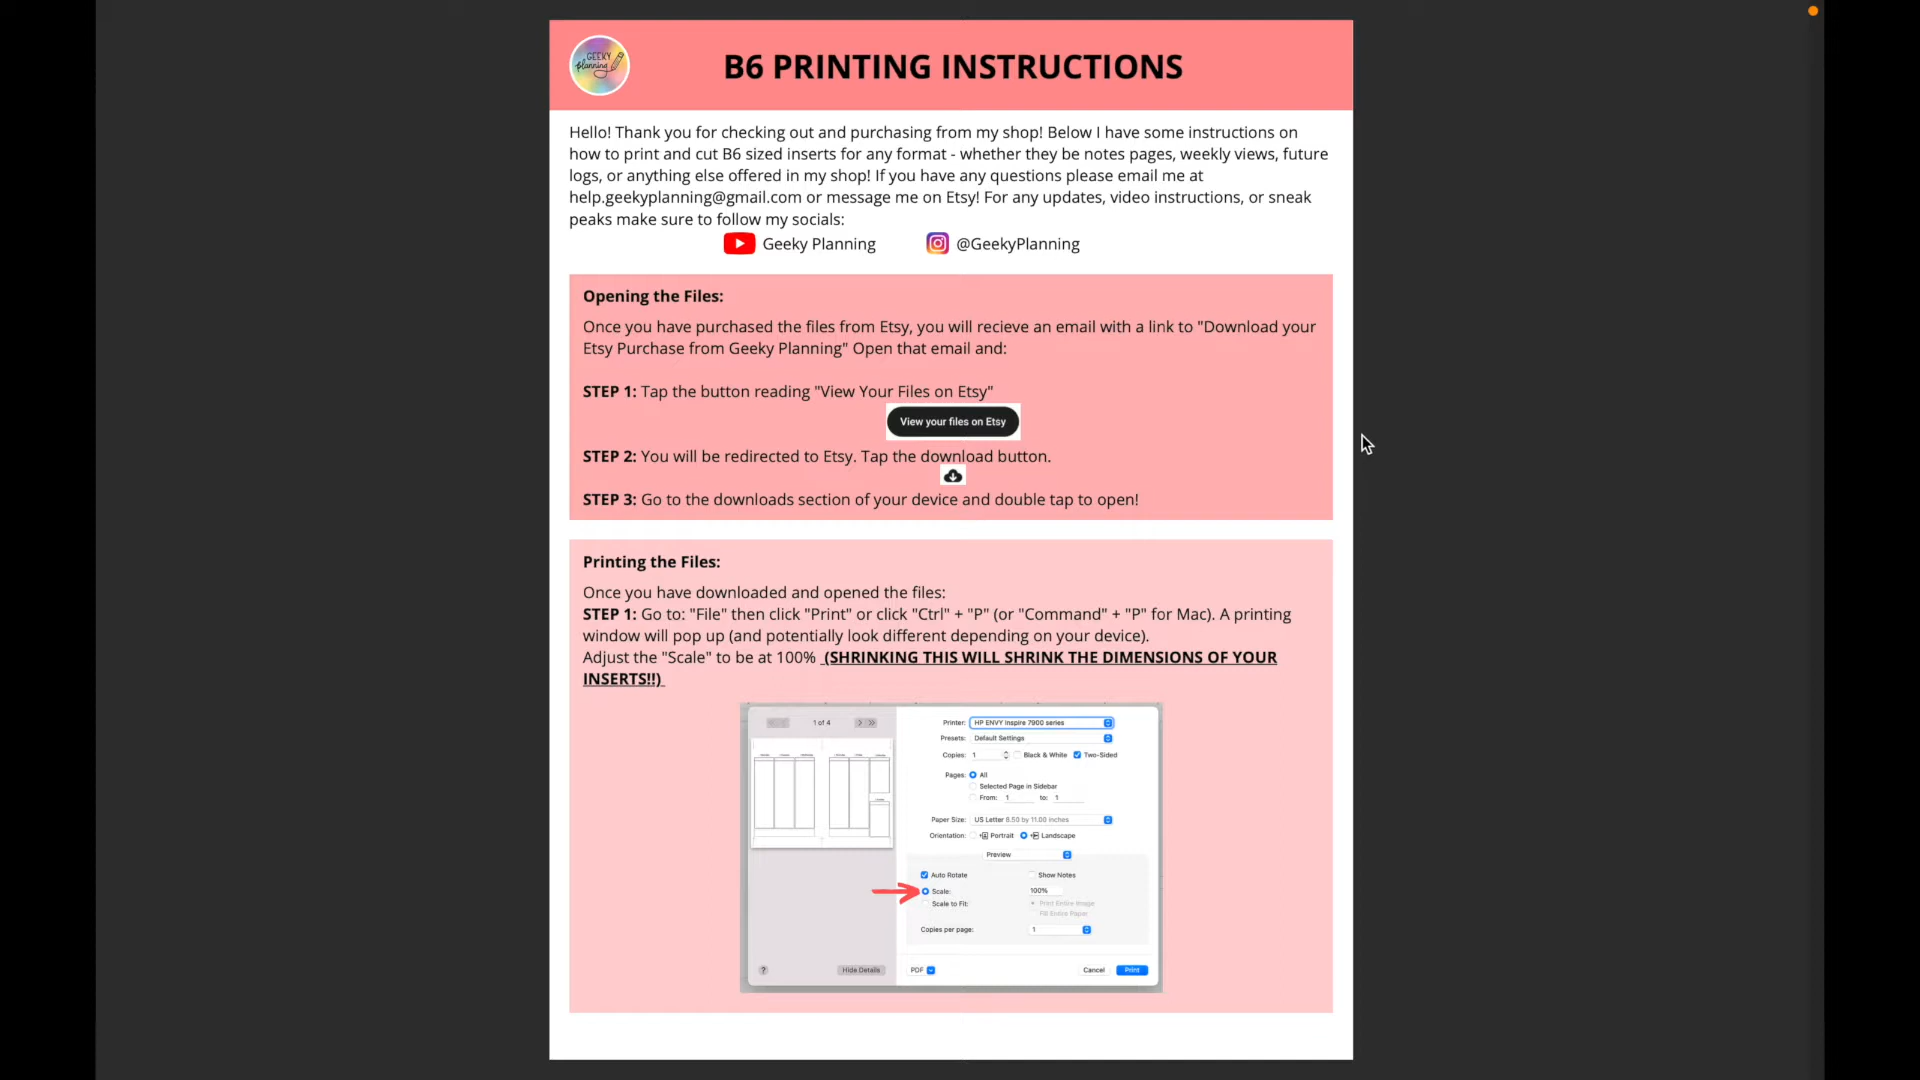 GEEKY
planning
B6 PRINTING INSTRUCTIONS
Hello! Thank you for checking out and purchasing from my shop! Below I have some instructions on
how to print and cut B6 sized inserts for any format - whether they be notes pages, weekly views, future
logs, or anything else offered in my shop! If you have any questions please email me at
help.geekyplanning@gmail.com or message me on Etsy! For any updates, video instructions, or sneak
peaks make sure to follow my socials:
Geeky Planning @GeekyPlanning
Opening the Files:
Once you have purchased the files from Etsy, you will recieve an email with a link to "Download your
Etsy Purchase from Geeky Planning" Open that email and:
STEP 1: Tap the button reading "View Your Files on Etsy"
View your files on Etsy
STEP 2: You will be redirected to Etsy. Tap the download button.
STEP 3: Go to the downloads section of your device and double tap to open!
Printing the Files:
Once you have downloaded and opened the files:
STEP 1: Go to: "File" then click "Print" or click "Ctrl" + "P" (or "Command" + "P" for Mac). A printing
window will pop up (and potentially look different depending on your device).
Adjust the "Scale" to be at 100% (SHRINKING THIS WILL SHRINK THE DIMENSIONS OF YOUR
INSERTS!!)
1 of 4
Printer: HP ENVY Inspire 7900 series
Presets: Default Settings
Copies: 1 Black & White Two-Sided
Pages: All
Selected Page in Sidebar
From: 1 to: 1
Paper Size: US Letter 8.50 by 11.00 inches
Orientation: Portrait Landscape
Preview
Auto Rotate Show Notes
Scale: 100%
Scale to Fit: Print Entire Image
Fill Entire Paper
Copies per page: 1
? Hide Details PDF Cancel Print